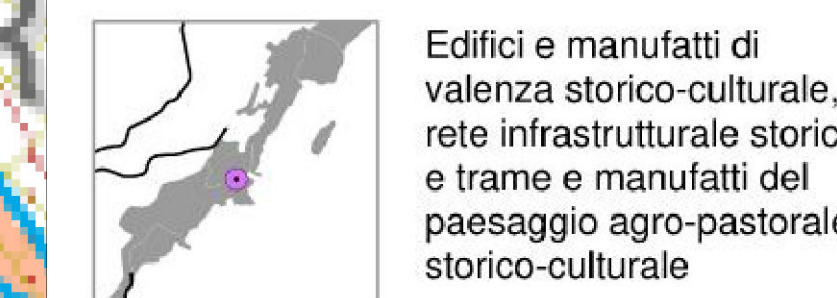 Edifici e manufatti di
valenza storico-culturale,
rete infrastrutturale storic
e trame e manufatti del
paesaggio agro-pastorale
storico-culturale